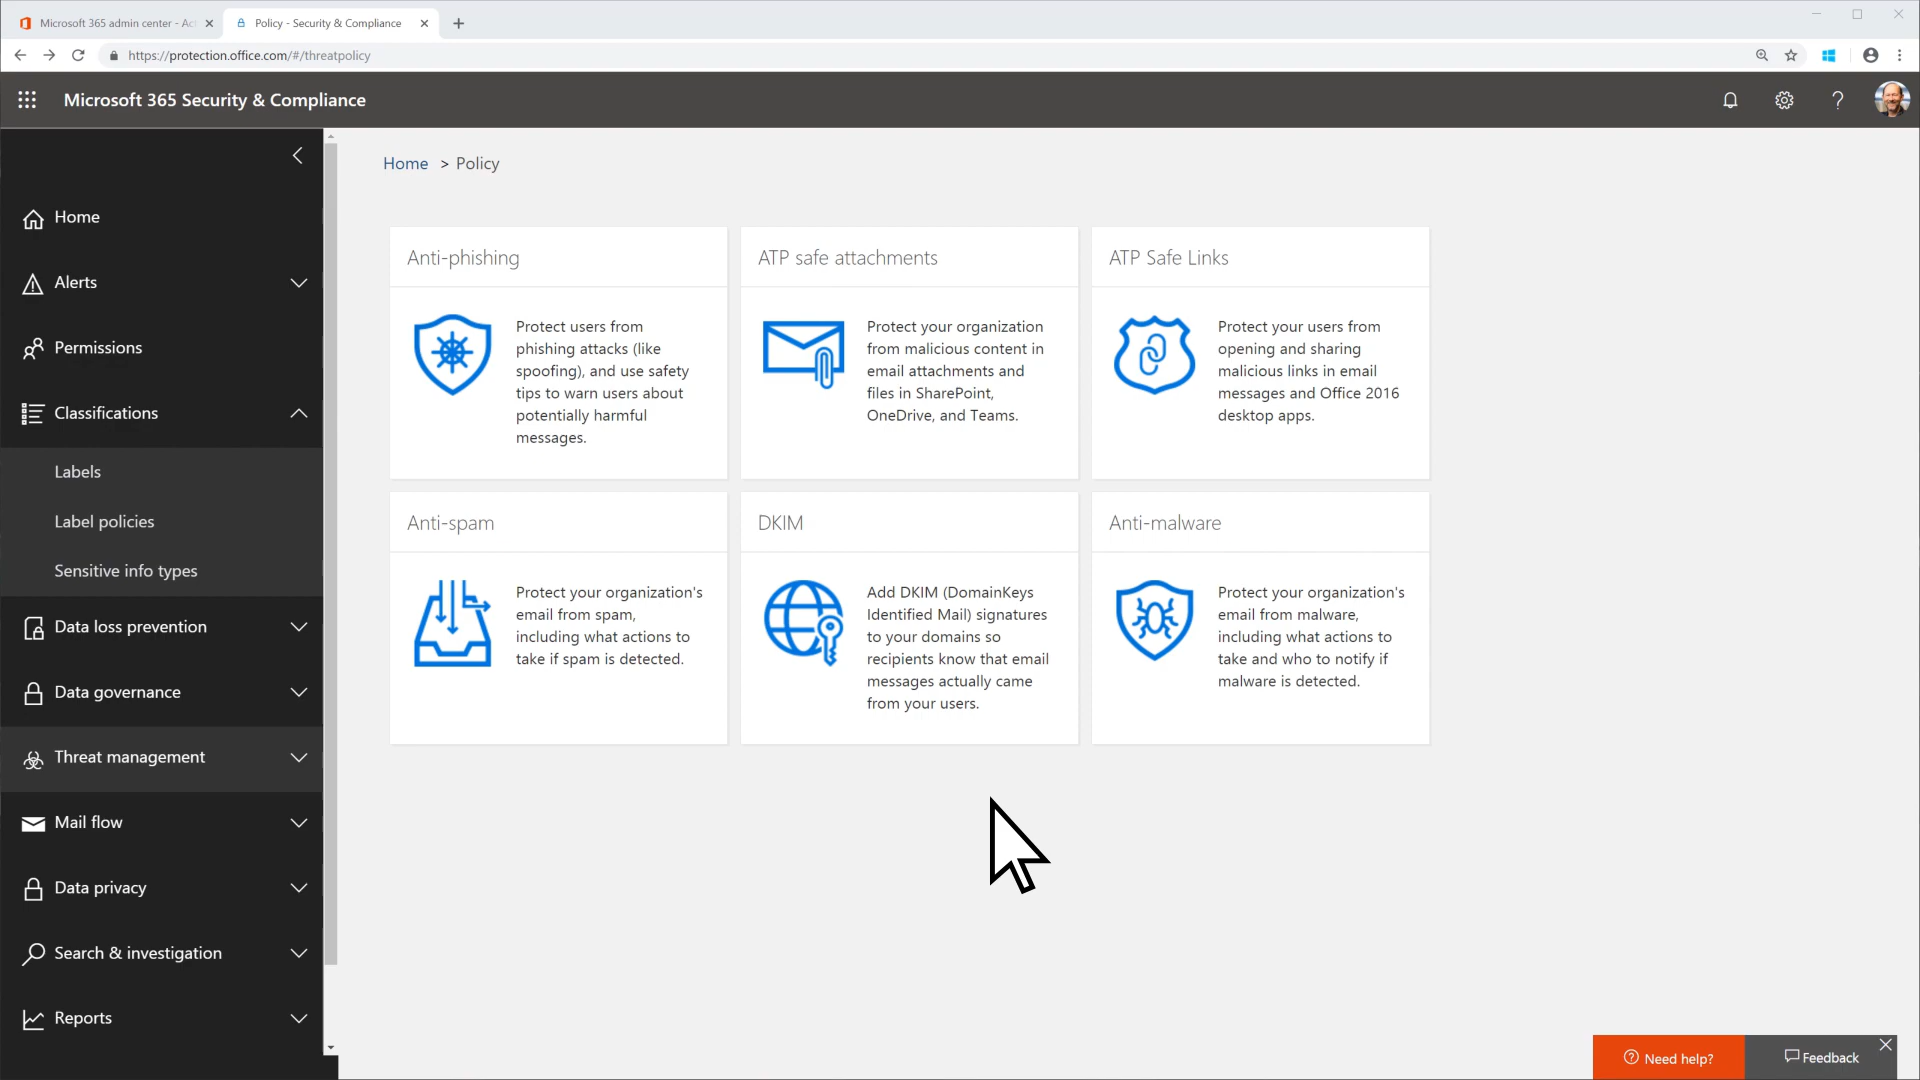 Microsoft 365 admin center - Ac
Policy - Security & Compliance
https://protection.office.com/#/threatpolicy
Microsoft 365 Security & Compliance
Home > Policy
Home
Alerts
Permissions
Classifications
Labels
Label policies
Sensitive info types
Data loss prevention
Data governance
Threat management
Mail flow
Data privacy
Search & investigation
Reports
Anti-phishing
Protect users from
phishing attacks (like
spoofing), and use safety
tips to warn users about
potentially harmful
messages.
ATP safe attachments
Protect your organization
from malicious content in
email attachments and
files in SharePoint,
OneDrive, and Teams.
ATP Safe Links
Protect your users from
opening and sharing
malicious links in email
messages and Office 2016
desktop apps.
Anti-spam
Protect your organization's
email from spam,
including what actions to
take if spam is detected.
DKIM
Add DKIM (DomainKeys
Identified Mail) signatures
to your domains so
recipients know that email
messages actually came
from your users.
Anti-malware
Protect your organization's
email from malware,
including what actions to
take and who to notify if
malware is detected.
Need help?
Feedback